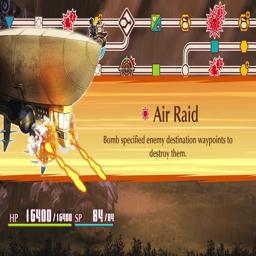 Air Raid
Bomb specified enemy destination waypoints to
destroy them.
HP 16400/16400 SP 84/84